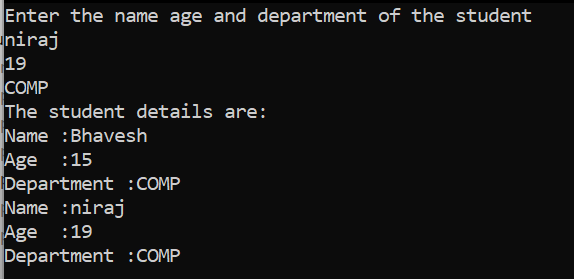 Enter the name age and department of the student
niraj
19
COMP
The student details are:
Name :Bhavesh
Age  :15
Department :COMP
Name :niraj
Age  :19
Department :COMP